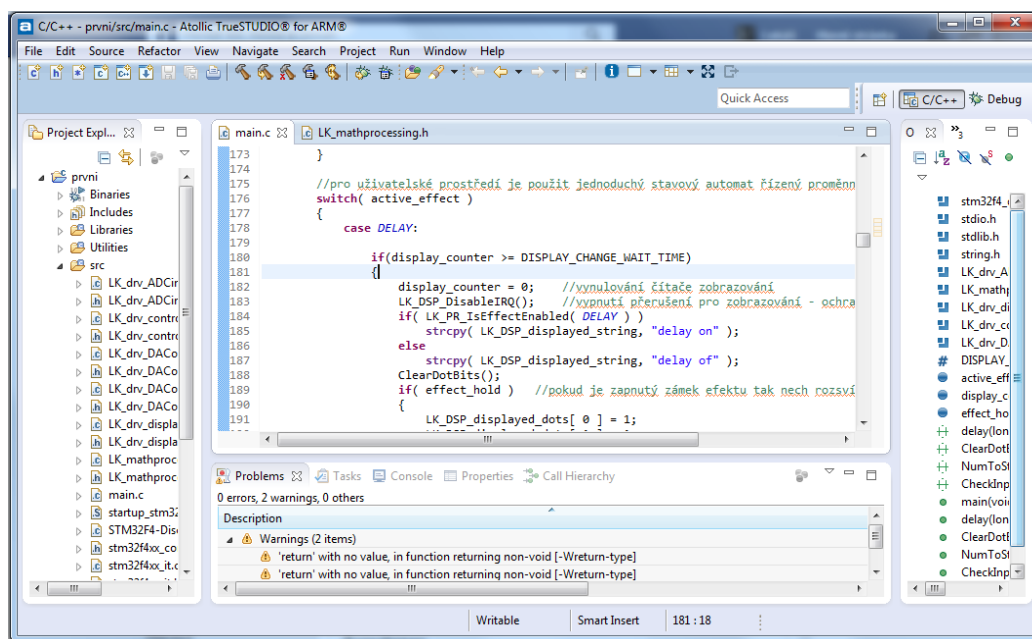 C/C++ - prvni/src/main.c - Atollic TrueSTUDIO® for ARM®
File Edit Source Refactor View Navigate Search Project Run Window Help
Quick Access
C/C++ Debug
Project Expl...
prvni
Binaries
Includes
Libraries
Utilities
src
LK_drv_ADCin
LK_drv_ADCin
LK_drv_contro
LK_drv_contro
LK_drv_DACo
LK_drv_DACo
LK_drv_DACo
LK_drv_DACo
LK_drv_displa
LK_drv_displa
LK_mathproc
LK_mathproc
main.c
startup_stm32
STM32F4-Disc
stm32f4xx_co
stm32f4xx_it.c
main.c LK_mathprocessing.h
173 }
174
175 //pro uživatelské prostředí je použit jednoduchý stavový automat řízený proměnn
176 switch( active_effect )
177 {
178 case DELAY:
179
180 if(display_counter >= DISPLAY_CHANGE_WAIT_TIME)
181 {
182 display_counter = 0; //vynulování čítače zobrazování
183 LK_DSP_DisableIRQ(); //vypnutí přerušení pro zobrazování - ochra
184 if( LK_PR_IsEffectEnabled( DELAY ) )
185 strcpy( LK_DSP_displayed_string, "delay on" );
186 else
187 strcpy( LK_DSP_displayed_string, "delay of" );
188 ClearDotBits();
189 if( effect_hold ) //pokud je zapnutý zámek efektu tak nech rozsví
190 {
191 LK_DSP_displayed_dots[ 0 ] = 1;
Problems Tasks Console Properties Call Hierarchy
0 errors, 2 warnings, 0 others
Description
Warnings (2 items)
'return' with no value, in function returning non-void [-Wreturn-type]
'return' with no value, in function returning non-void [-Wreturn-type]
O »3
stm32f4_
stdio.h
stdlib.h
string.h
LK_drv_A
LK_mathp
LK_drv_di
LK_drv_co
LK_drv_D
DISPLAY_
active_eff
display_c
effect_ho
delay(lon
ClearDotB
NumToSt
CheckInp
main(voi
delay(lon
ClearDotB
NumToSt
CheckInp
Writable Smart Insert 181 : 18